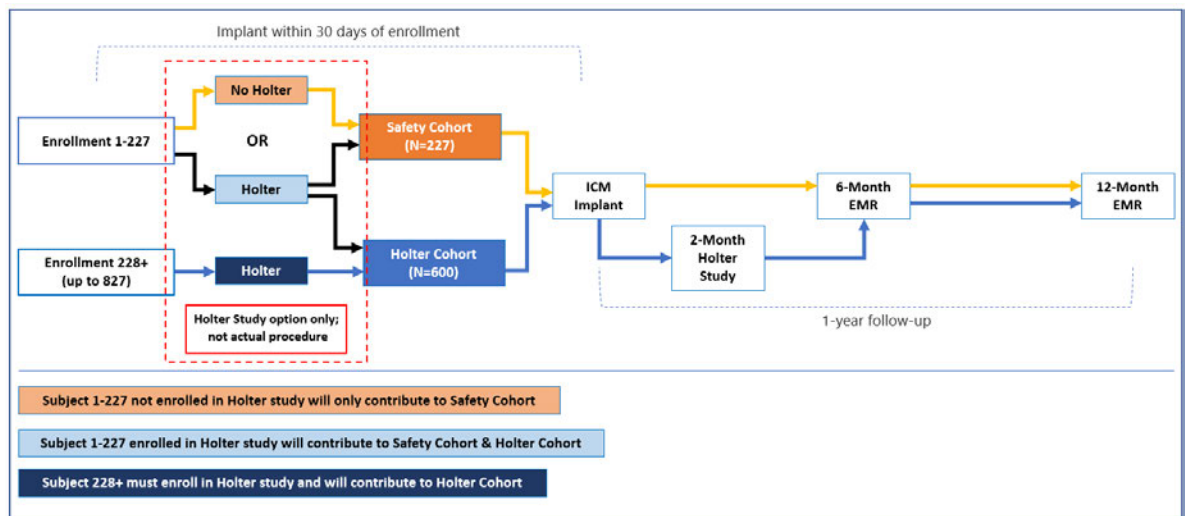 Implant within 30 days of enrollment
No Holter
Enrollment 1-227
OR
Safety Cohort
(N=227)
Holter
ICM
Implant
6-Month
EMR
12-Month
EMR
2-Month
Holter
Study
Enrollment 228+
(up to 827)
Holter
Holter Cohort
(N=600)
Holter Study option only;
not actual procedure
1-year follow-up
Subject 1-227 not enrolled in Holter study will only contribute to Safety Cohort
Subject 1-227 enrolled in Holter study will contribute to Safety Cohort & Holter Cohort
Subject 228+ must enroll in Holter study and will contribute to Holter Cohort